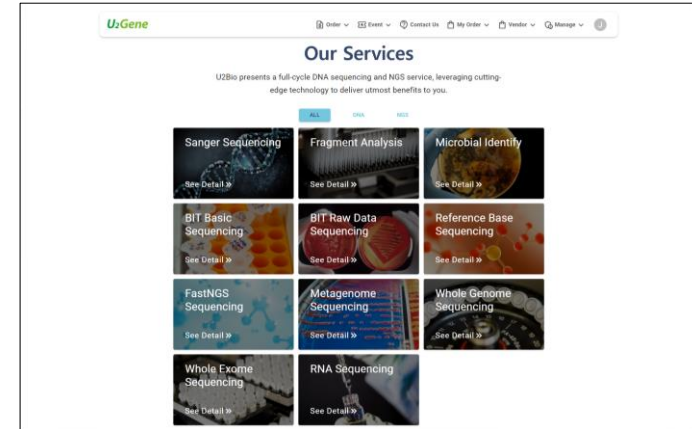 U2Gene
Order
Event
Contact Us
My Order
Vendor
Manage
J
Our Services
U2Bio presents a full-cycle DNA sequencing and NGS service, leveraging cutting-
edge technology to deliver utmost benefits to you.
ALL
DNA
NGS
Sanger Sequencing
See Detail »
Fragment Analysis
See Detail »
Microbial Identify
See Detail »
BIT Basic
Sequencing
See Detail »
BIT Raw Data
Sequencing
See Detail »
Reference Base
Sequencing
See Detail »
FastNGS
Sequencing
See Detail »
Metagenome
Sequencing
See Detail »
Whole Genome
Sequencing
See Detail »
Whole Exome
Sequencing
See Detail »
RNA Sequencing
See Detail »